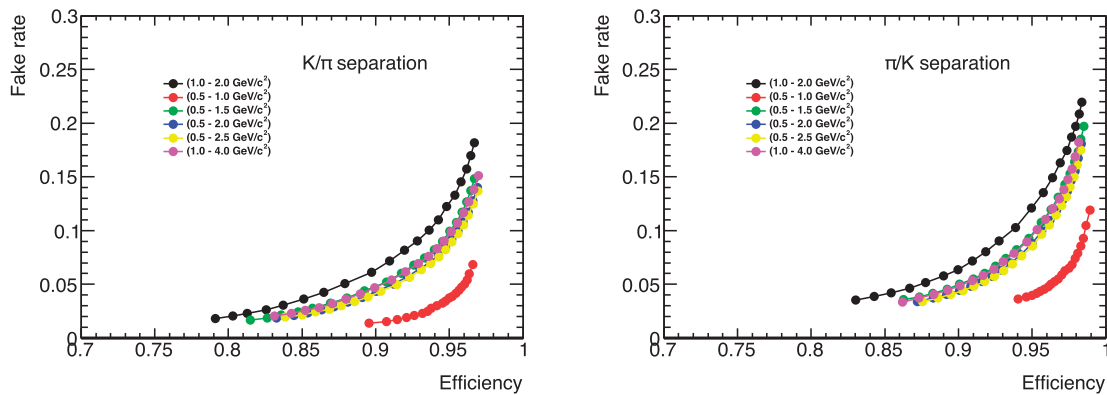 Fake rate
0.3
0.25
0.2
0.15
0.1
0.05
0
K/π separation
(1.0 - 2.0 GeV/c²)
(0.5 - 1.0 GeV/c²)
(0.5 - 1.5 GeV/c²)
(0.5 - 2.0 GeV/c²)
(0.5 - 2.5 GeV/c²)
(1.0 - 4.0 GeV/c²)
0.7 0.75 0.8 0.85 0.9 0.95 1
Efficiency
Fake rate
0.3
0.25
0.2
0.15
0.1
0.05
0
π/K separation
(1.0 - 2.0 GeV/c²)
(0.5 - 1.0 GeV/c²)
(0.5 - 1.5 GeV/c²)
(0.5 - 2.0 GeV/c²)
(0.5 - 2.5 GeV/c²)
(1.0 - 4.0 GeV/c²)
0.7 0.75 0.8 0.85 0.9 0.95 1
Efficiency